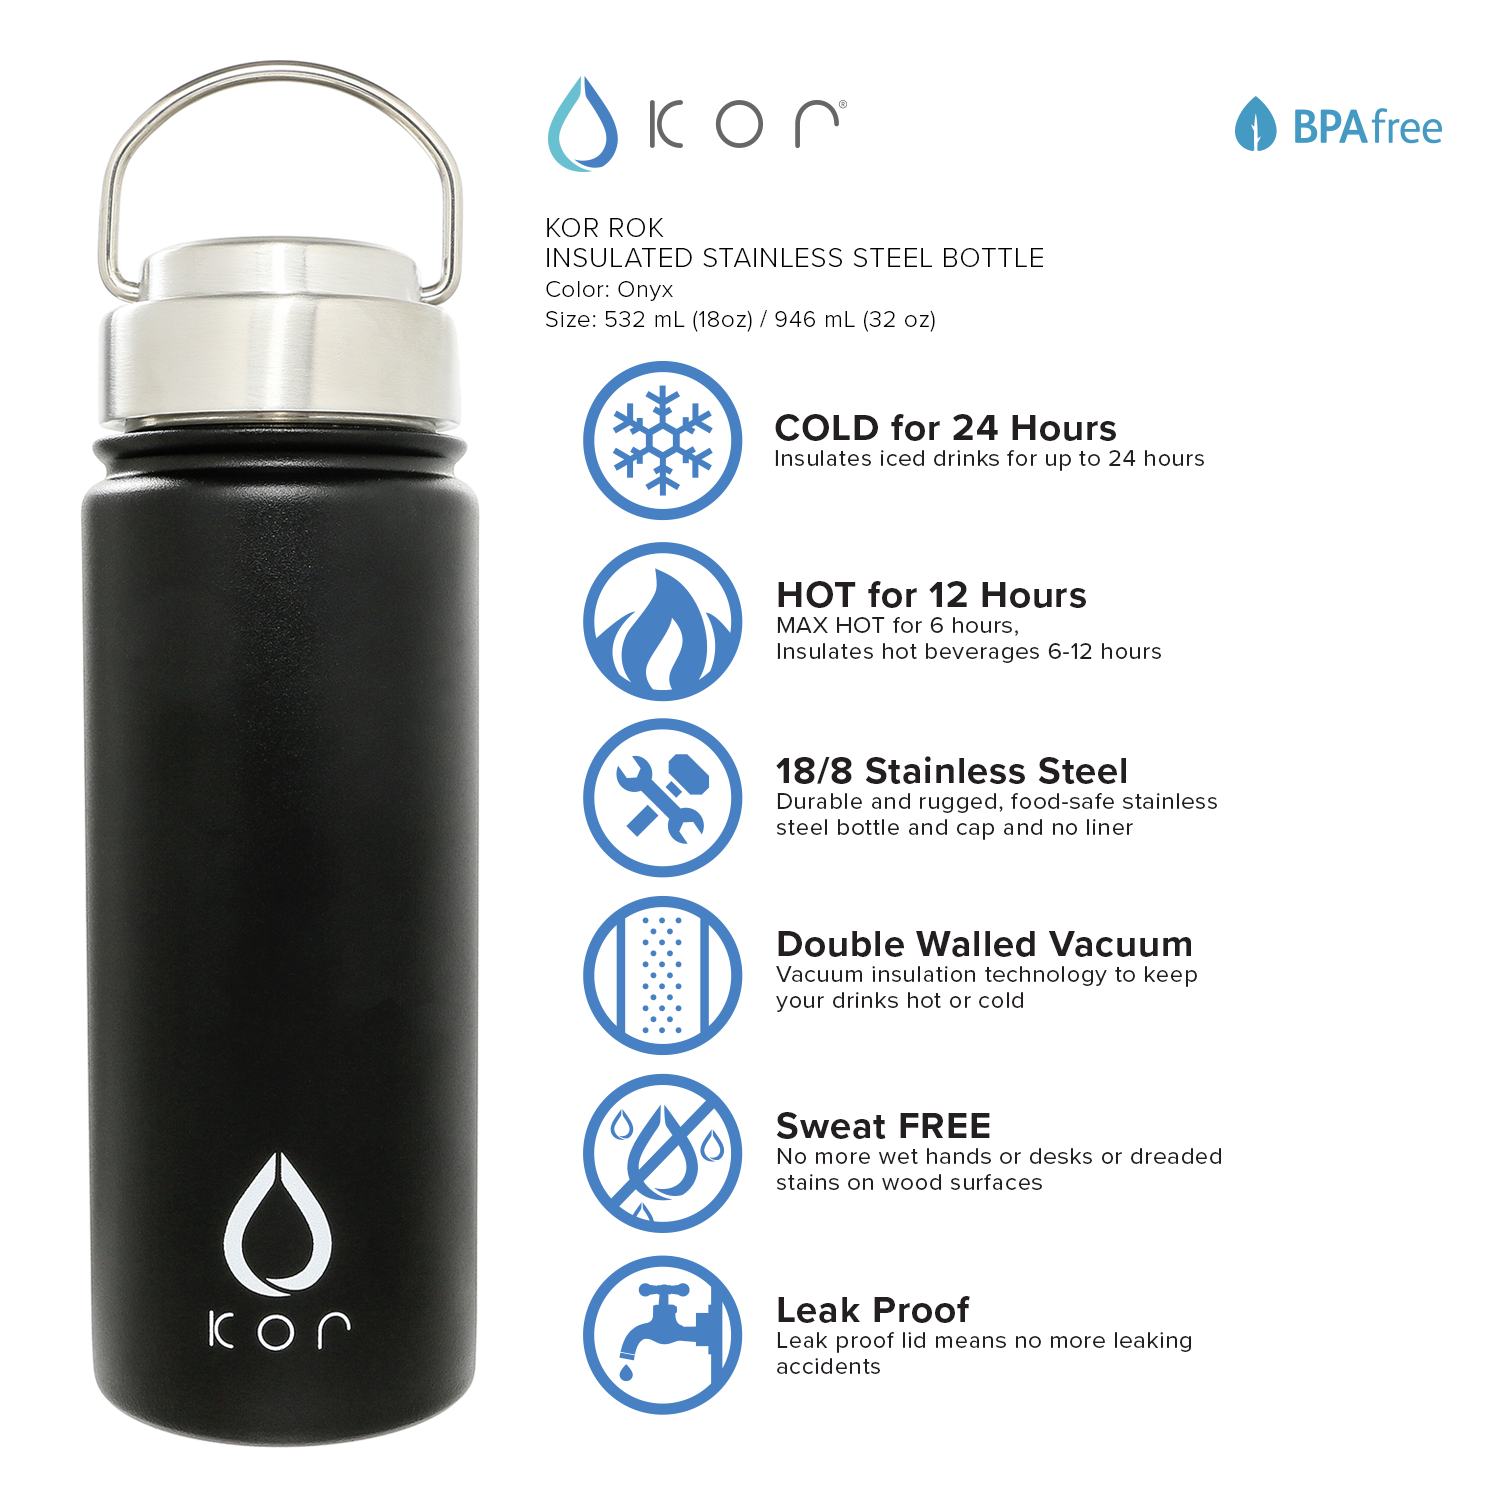 kor®
BPAfree
KOR ROK
INSULATED STAINLESS STEEL BOTTLE
Color: Onyx
Size: 532 mL (18oz) / 946 mL (32 oz)
COLD for 24 Hours
Insulates iced drinks for up to 24 hours
HOT for 12 Hours
MAX HOT for 6 hours,
Insulates hot beverages 6-12 hours
18/8 Stainless Steel
Durable and rugged, food-safe stainless
steel bottle and cap and no liner
Double Walled Vacuum
Vacuum insulation technology to keep
your drinks hot or cold
Sweat FREE
No more wet hands or desks or dreaded
stains on wood surfaces
Leak Proof
Leak proof lid means no more leaking
accidents
kor